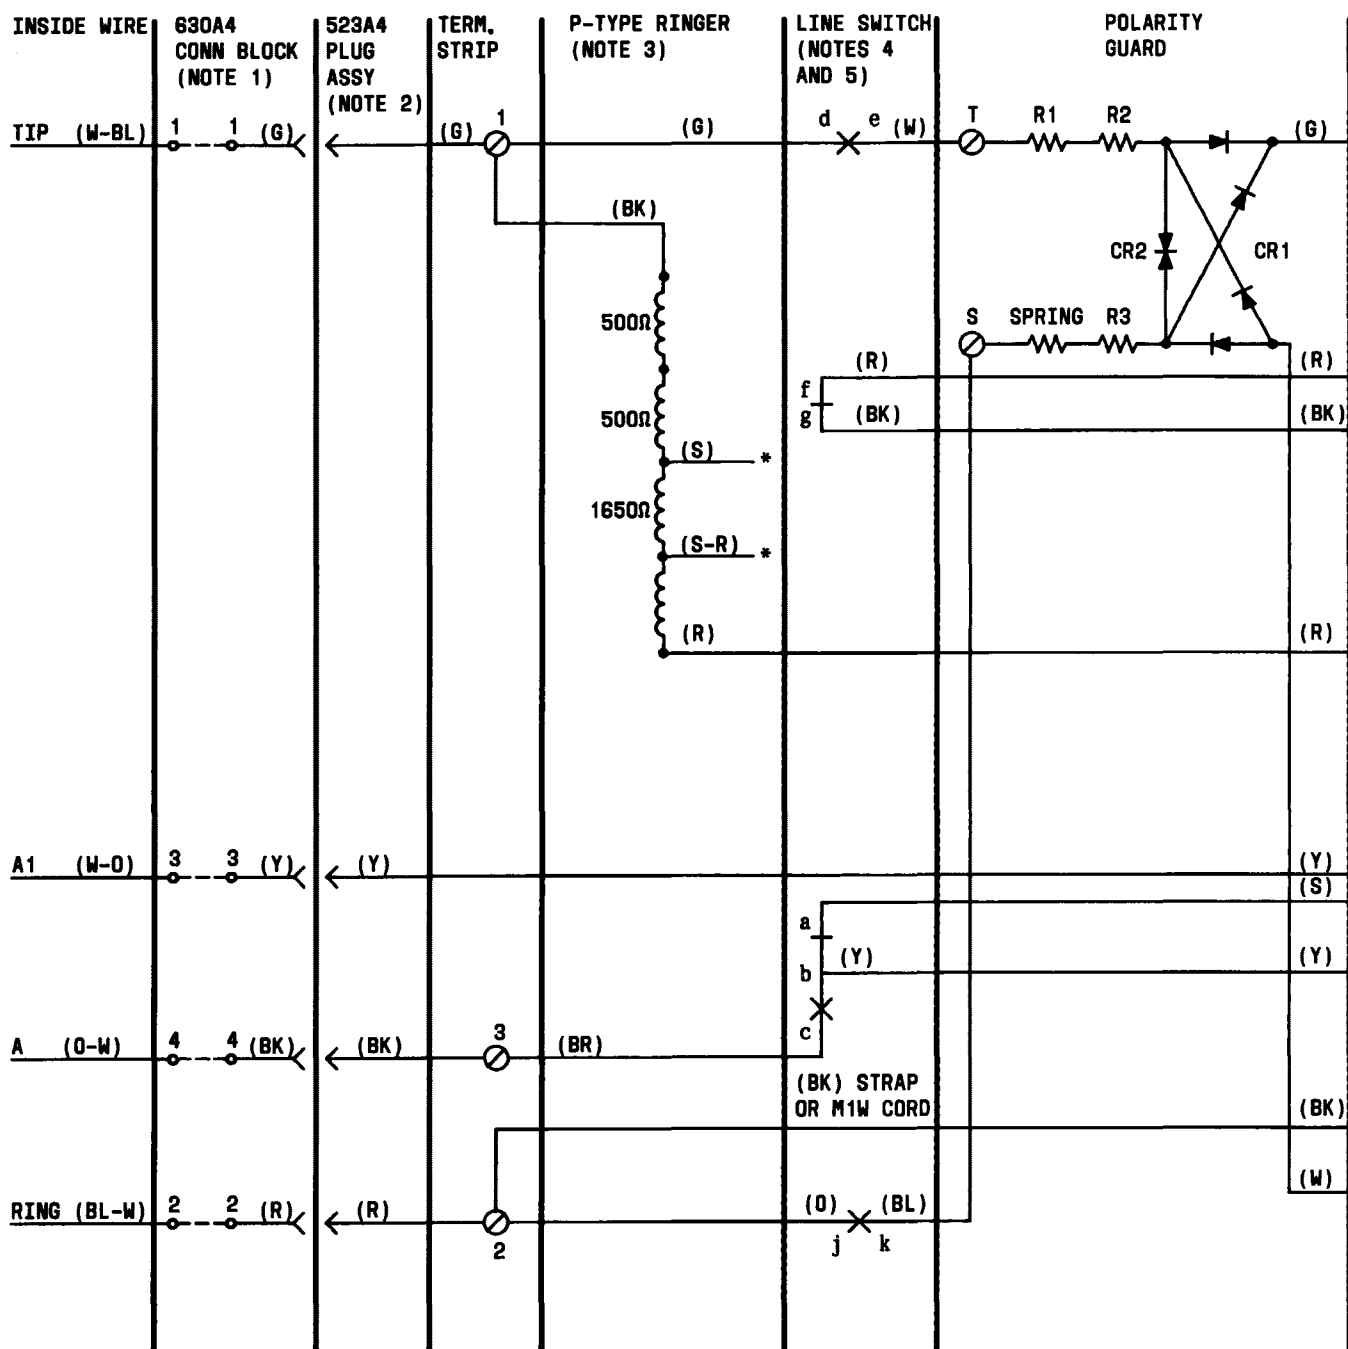 INSIDE WIRE
630A4
CONN BLOCK
(NOTE 1)
523A4
PLUG
ASSY
(NOTE 2)
TERM.
STRIP
P-TYPE RINGER
(NOTE 3)
LINE SWITCH
(NOTES 4
AND 5)
POLARITY
GUARD
TIP (W-BL) 1 1 (G) (G) 1 (G) d e (W) T R1 R2 (G)
(BK)
CR2 CR1
500Ω
S SPRING R3
(R) (R)
f
g (BK) (BK)
500Ω
(S) *
1650Ω
(S-R) *
(R) (R)
A1 (W-O) 3 3 (Y) (Y) (Y)
(S)
a
b (Y) (Y)
c
A (O-W) 4 4 (BK) (BK) 3 (BR)
(BK) STRAP
OR M1W CORD
(BK)
(W)
RING (BL-W) 2 2 (R) (R) 2 (O) (BL)
j k